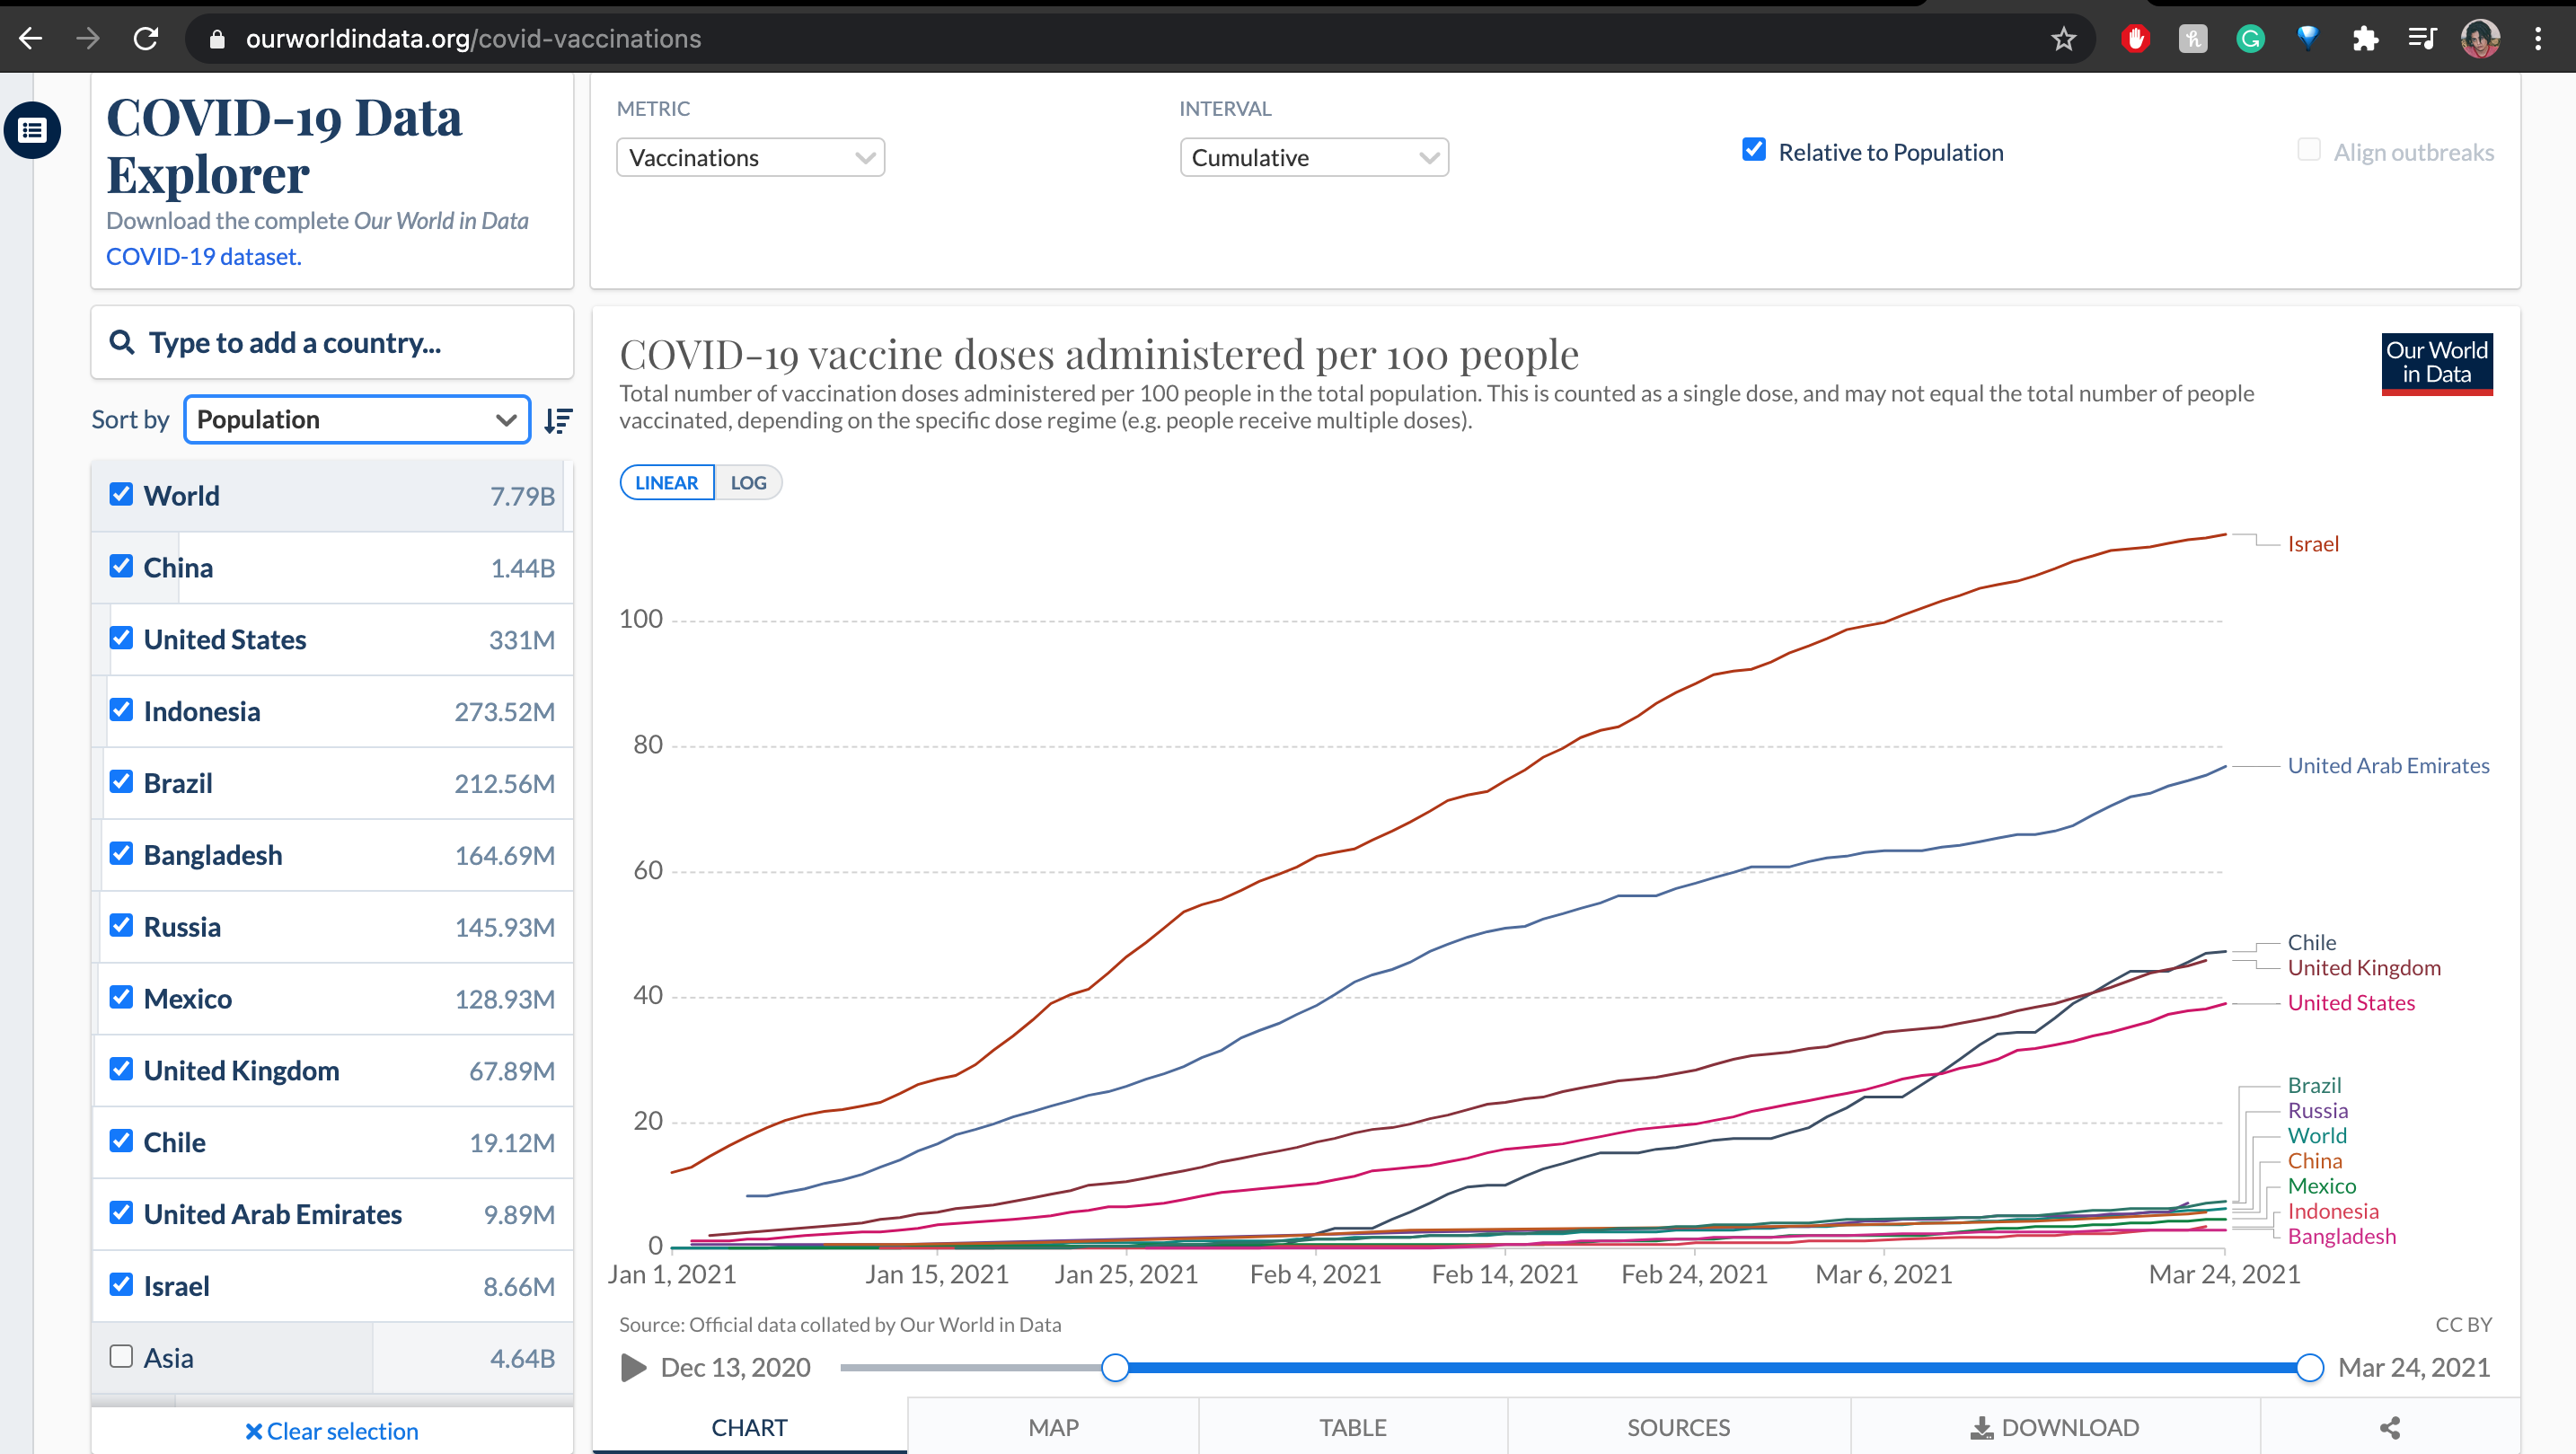 ourworldindata.org/covid-vaccinations
COVID-19 Data
Explorer
Download the complete Our World in Data
COVID-19 dataset.
METRIC
Vaccinations
INTERVAL
Cumulative
Relative to Population
Align outbreaks
Type to add a country...
Sort by Population
World 7.79B
China 1.44B
United States 331M
Indonesia 273.52M
Brazil 212.56M
Bangladesh 164.69M
Russia 145.93M
Mexico 128.93M
United Kingdom 67.89M
Chile 19.12M
United Arab Emirates 9.89M
Israel 8.66M
Asia 4.64B
Clear selection
COVID-19 vaccine doses administered per 100 people
Total number of vaccination doses administered per 100 people in the total population. This is counted as a single dose, and may not equal the total number of people
vaccinated, depending on the specific dose regime (e.g. people receive multiple doses).
Our World
in Data
LINEAR LOG
100
80
60
40
20
0
Israel
United Arab Emirates
Chile
United Kingdom
United States
Brazil
Russia
World
China
Mexico
Indonesia
Bangladesh
Jan 1, 2021 Jan 15, 2021 Jan 25, 2021 Feb 4, 2021 Feb 14, 2021 Feb 24, 2021 Mar 6, 2021 Mar 24, 2021
Source: Official data collated by Our World in Data CC BY
Dec 13, 2020 Mar 24, 2021
CHART MAP TABLE SOURCES DOWNLOAD